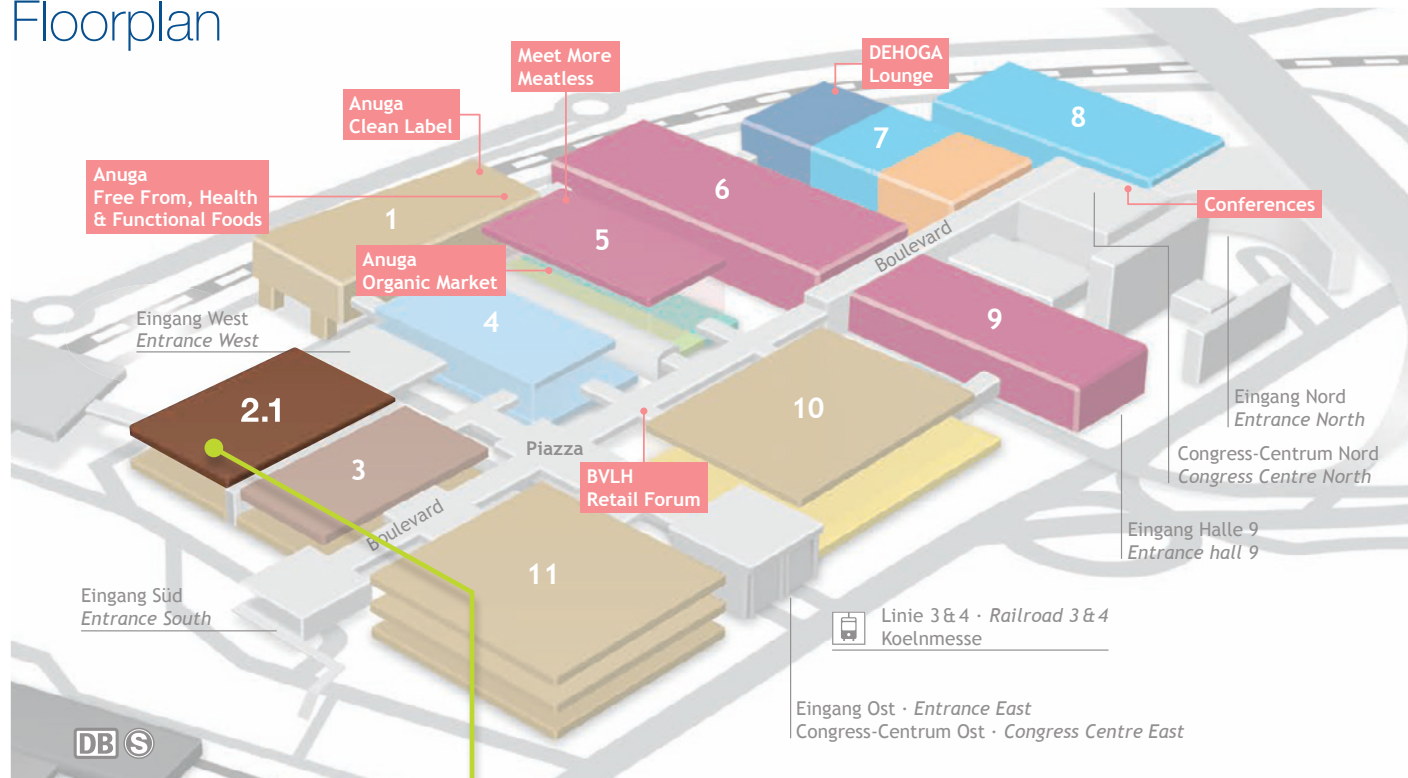 Floorplan
Meet More
Meatless
DEHOGA
Lounge
Anuga
Clean Label
8
7
Anuga
Free From, Health
& Functional Foods
6
Conferences
1
5
Boulevard
Anuga
Organic Market
Eingang West
Entrance West
4
9
2.1
10
Eingang Nord
Entrance North
Piazza
3
Congress-Centrum Nord
Congress Centre North
BVLH
Retail Forum
Boulevard
Eingang Halle 9
Entrance hall 9
11
Eingang Süd
Entrance South
Linie 3 & 4 · Railroad 3 & 4
Koelnmesse
Eingang Ost · Entrance East
Congress-Centrum Ost · Congress Centre East
DB S